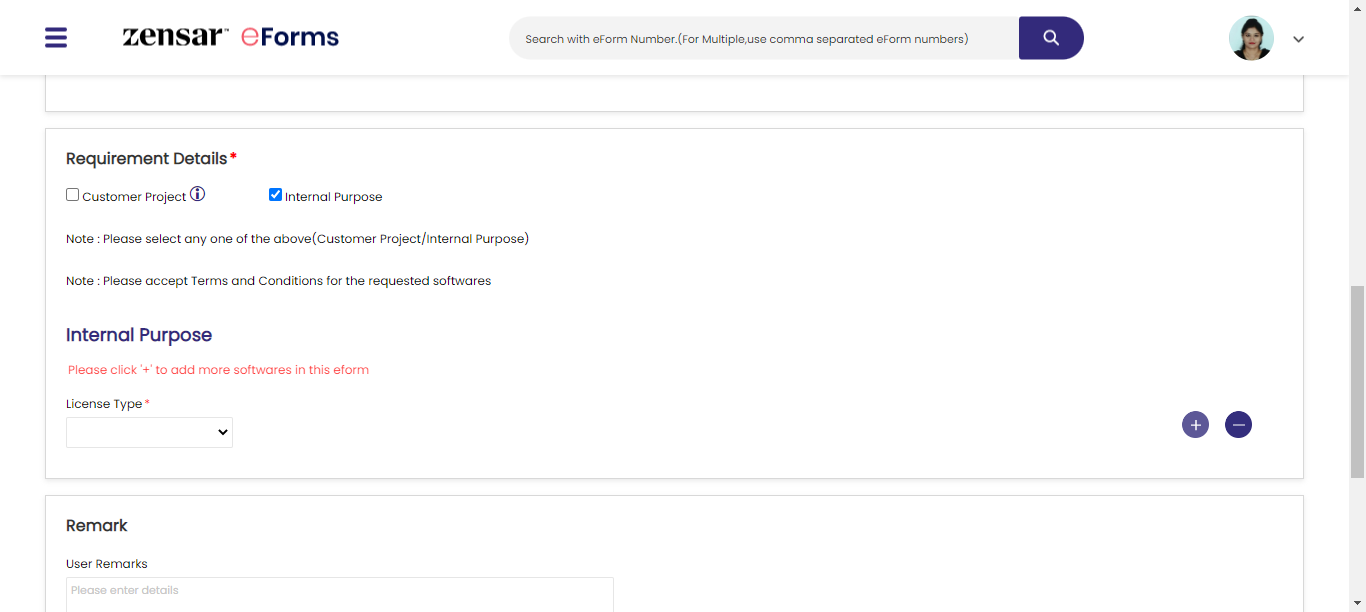 zensar™ eForms
Search with eForm Number.(For Multiple,use comma separated eForm numbers)
Requirement Details*
Customer Project
Internal Purpose
Note : Please select any one of the above(Customer Project/Internal Purpose)
Note : Please accept Terms and Conditions for the requested softwares
Internal Purpose
Please click '+' to add more softwares in this eform
License Type*
Remark
User Remarks
Please enter details